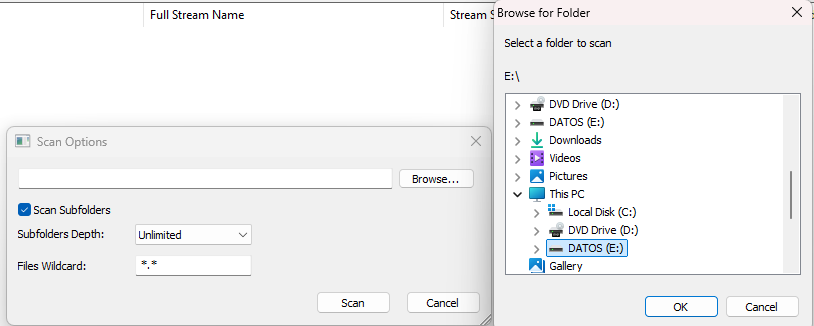 Full Stream Name
Stream S
Scan Options
Browse...
Scan Subfolders
Subfolders Depth: Unlimited
Files Wildcard: *.*
Scan Cancel
Browse for Folder
Select a folder to scan
E:\
DVD Drive (D:)
DATOS (E:)
Downloads
Videos
Pictures
This PC
Local Disk (C:)
DVD Drive (D:)
DATOS (E:)
Gallery
OK Cancel